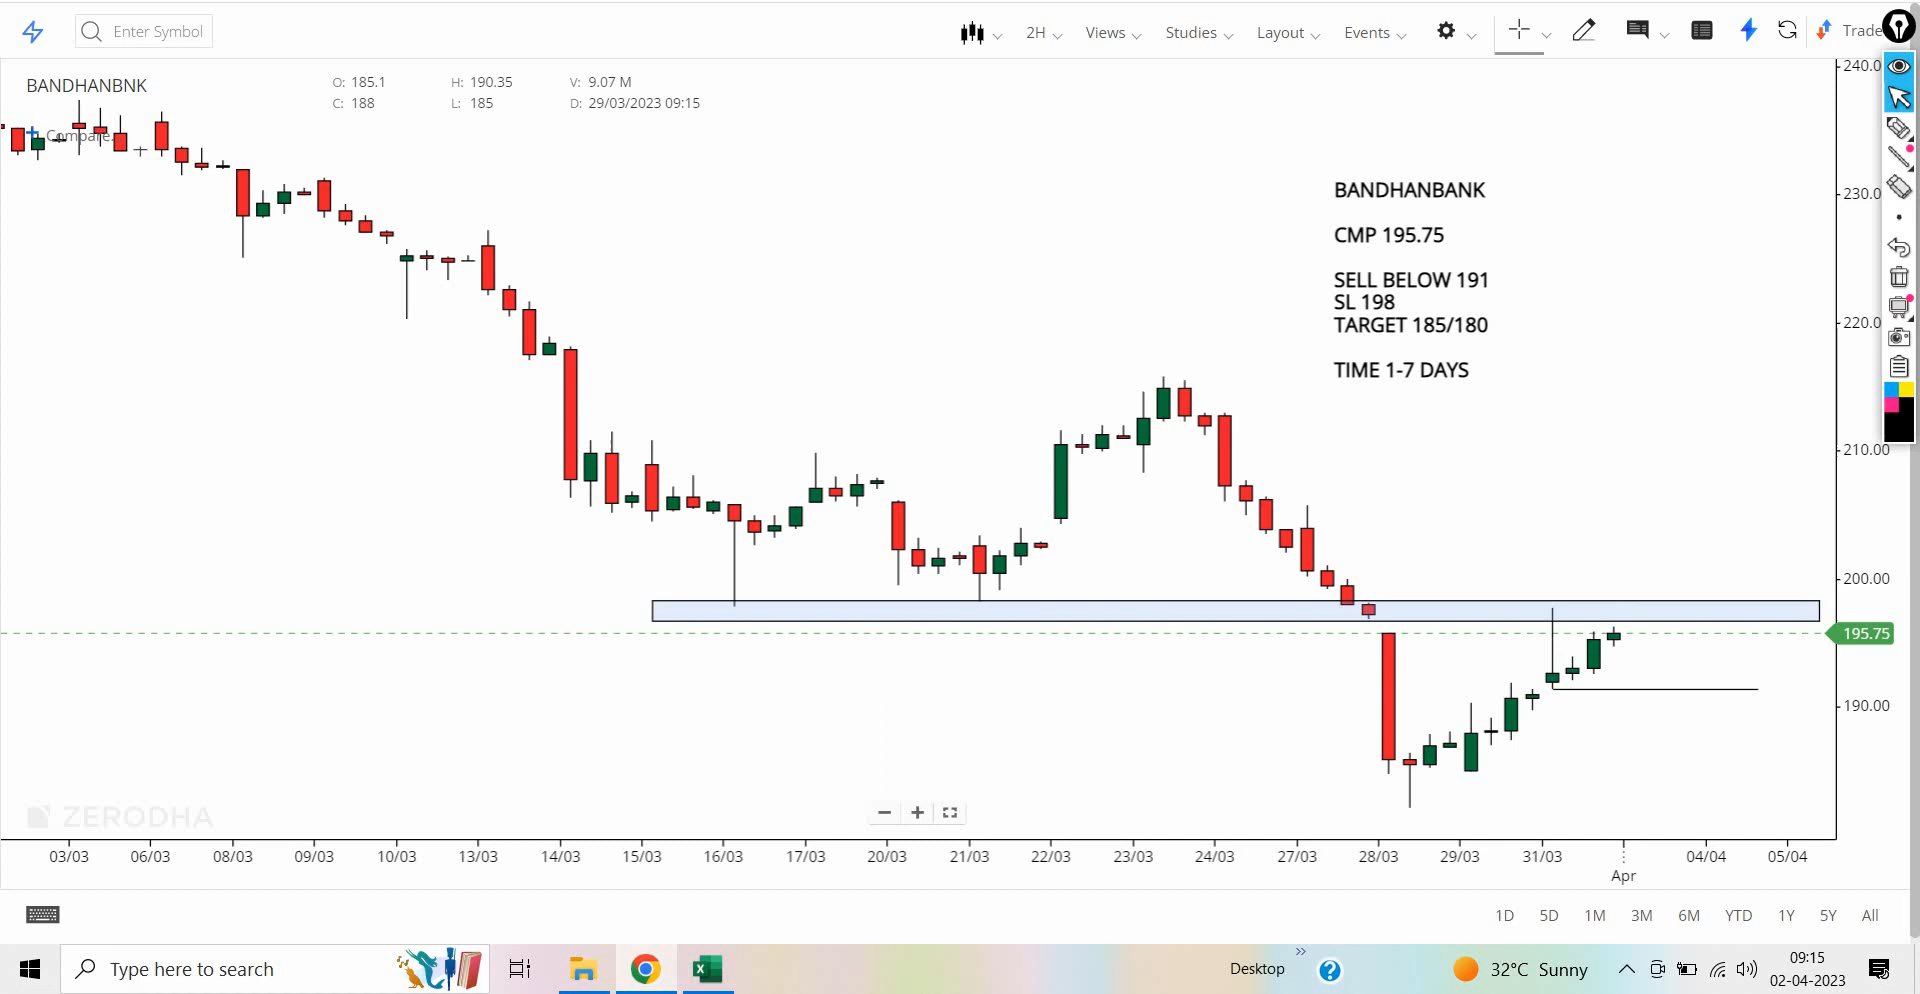 Enter Symbol
2H
Views
Studies
Layout
Events
Trade
BANDHANBNK
O: 185.1 H: 190.35 V: 9.07 M
C: 188 L: 185 D: 29/03/2023 09:15
Compare
BANDHANBANK
CMP 195.75
SELL BELOW 191
SL 198
TARGET 185/180
TIME 1-7 DAYS
240.0
230.0
220.0
210.00
200.00
195.75
190.00
ZERODHA
03/03 06/03 08/03 09/03 10/03 13/03 14/03 15/03 16/03 17/03 20/03 21/03 22/03 23/03 24/03 27/03 28/03 29/03 31/03 04/04 05/04
Apr
1D 5D 1M 3M 6M YTD 1Y 5Y All
Type here to search
Desktop
32°C Sunny
09:15
02-04-2023